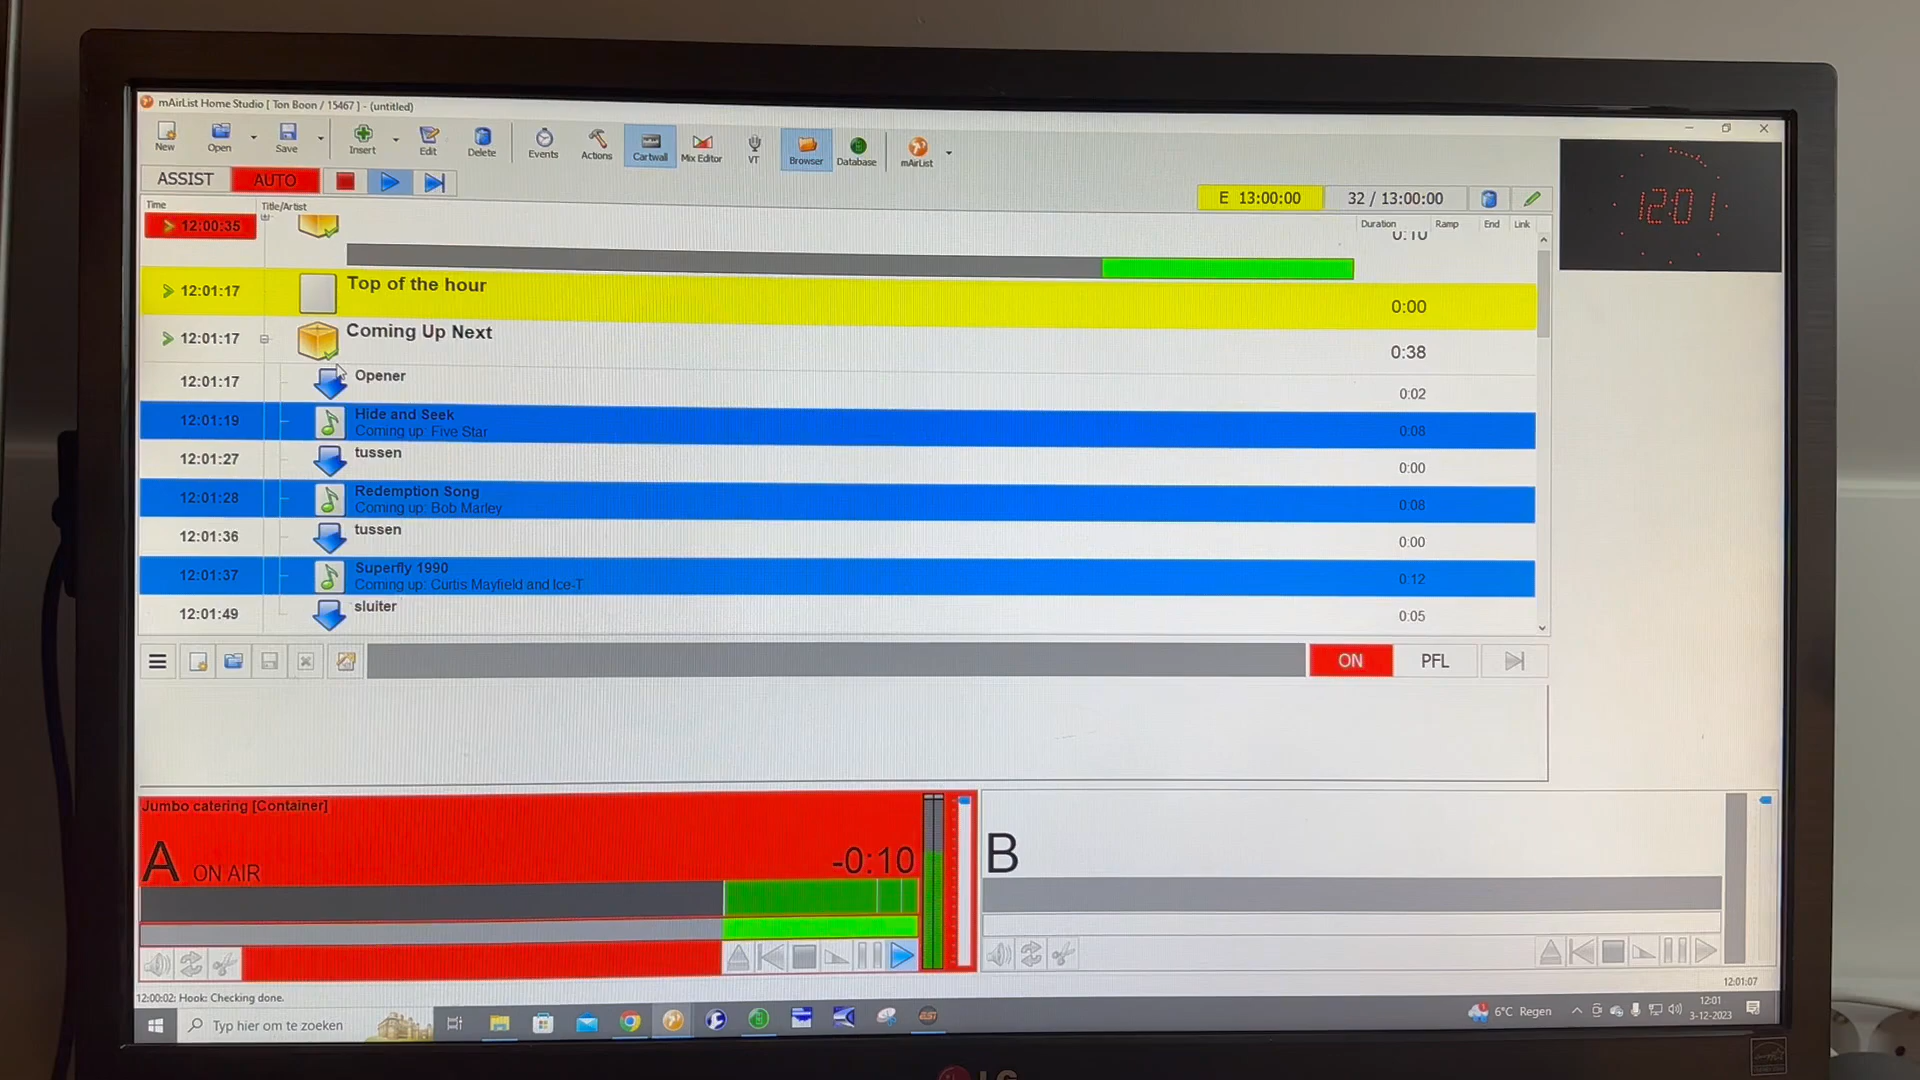 mAirList Home Studio [ Ton Boon / 15467 ] - (untitled)
New
Open
Save
Insert
Edit
Delete
Events
Actions
Cartwall
Mix Editor
VT
Browser
Database
mAirList
ASSIST
AUTO
E 13:00:00
32 / 13:00:00
12:01
Time
Title/Artist
Duration
Ramp
End
Link
12:00:35
0:10
12:01:17
Top of the hour
0:00
12:01:17
Coming Up Next
0:38
12:01:17
Opener
0:02
12:01:19
Hide and Seek
Coming up: Five Star
0:08
12:01:27
tussen
0:00
12:01:28
Redemption Song
Coming up: Bob Marley
0:08
12:01:36
tussen
0:00
12:01:37
Superfly 1990
Coming up: Curtis Mayfield and Ice-T
0:12
12:01:49
sluiter
0:05
ON
PFL
Jumbo catering [Container]
A ON AIR
-0:10
B
12:00:02: Hook: Checking done.
12:01:07
Typ hier om te zoeken
6°C Regen
12:01
3-12-2023
LG